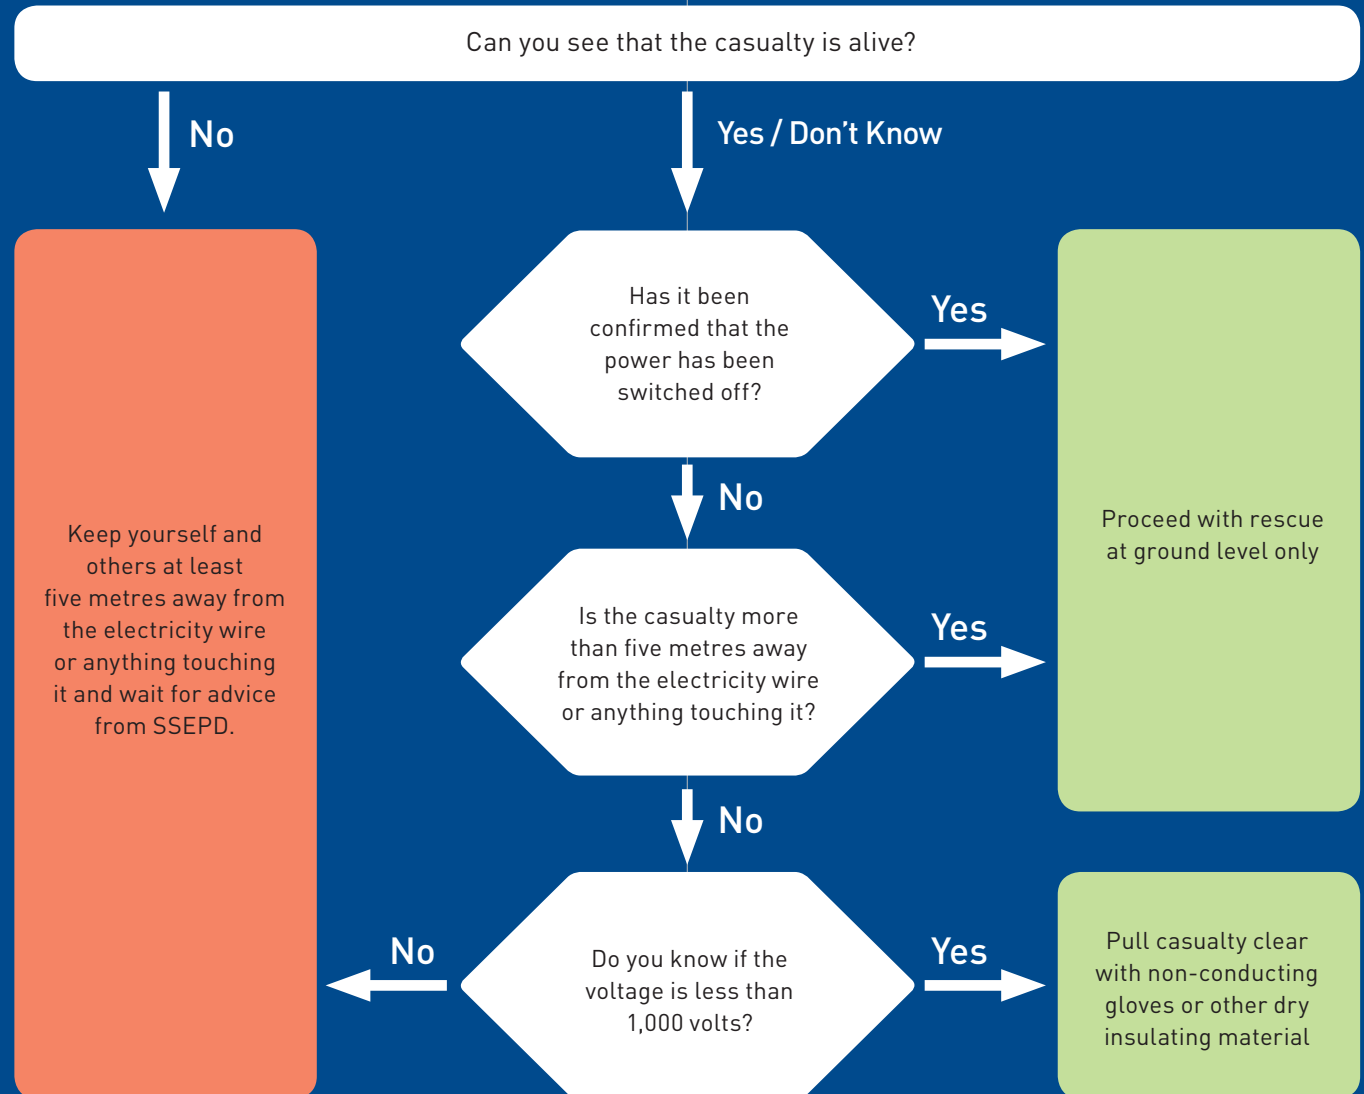 Can you see that the casualty is alive?
No
Yes / Don’t Know
Has it been
confirmed that the
power has been
switched off?
Yes
No
Keep yourself and
others at least
five metres away from
the electricity wire
or anything touching
it and wait for advice
from SSEPD.
Proceed with rescue
at ground level only
Is the casualty more
than five metres away
from the electricity wire
or anything touching it?
Yes
No
Do you know if the
voltage is less than
1,000 volts?
No
Yes
Pull casualty clear
with non-conducting
gloves or other dry
insulating material